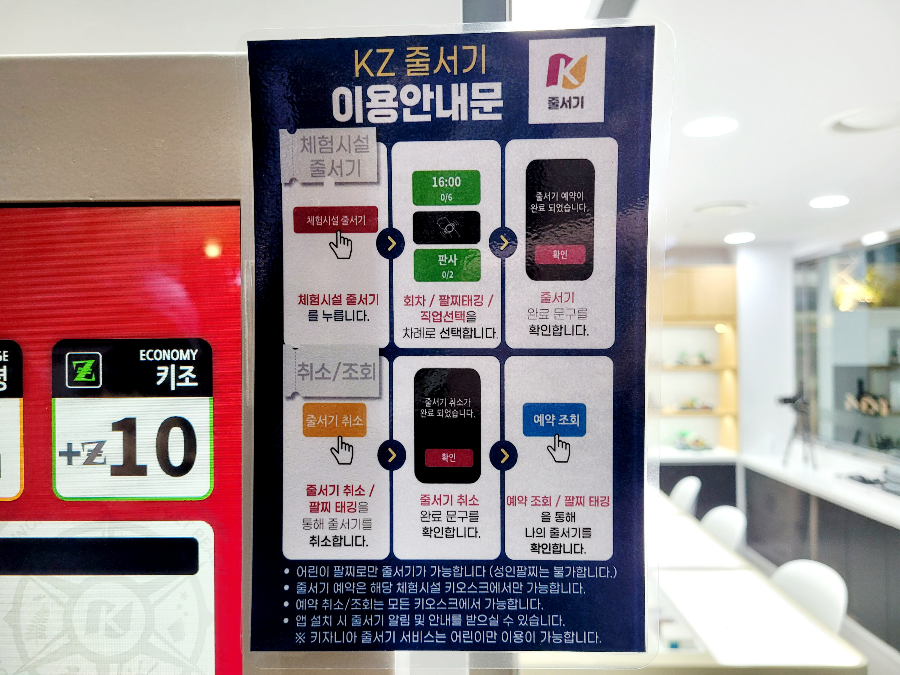 KZ 줄서기
이용안내문
줄서기
체험시설
줄서기
체험시설 줄서기
체험시설 줄서기
를 누릅니다.
16:00
0/6
판사
0/2
회차 / 팔찌태깅 /
직업선택을
차례로 선택합니다.
줄서기 예약이
완료 되었습니다.
확인
줄서기
완료 문구를
확인합니다.
취소/조회
줄서기 취소
줄서기 취소 /
팔찌 태깅을
통해 줄서기를
취소합니다.
줄서기 취소가
완료 되었습니다.
확인
줄서기 취소
완료 문구를
확인합니다.
예약 조회
예약 조회 / 팔찌 태깅
을 통해
나의 줄서기를
확인합니다.
• 어린이 팔찌로만 줄서기가 가능합니다 (성인팔찌는 불가합니다.)
• 줄서기 예약은 해당 체험시설 키오스크에서만 가능합니다.
• 예약 취소/조회는 모든 키오스크에서 가능합니다.
• 앱 설치 시 줄서기 알림 및 안내를 받으실 수 있습니다.
※ 키자니아 줄서기 서비스는 어린이만 이용이 가능합니다.
ECONOMY
키조
+Z10